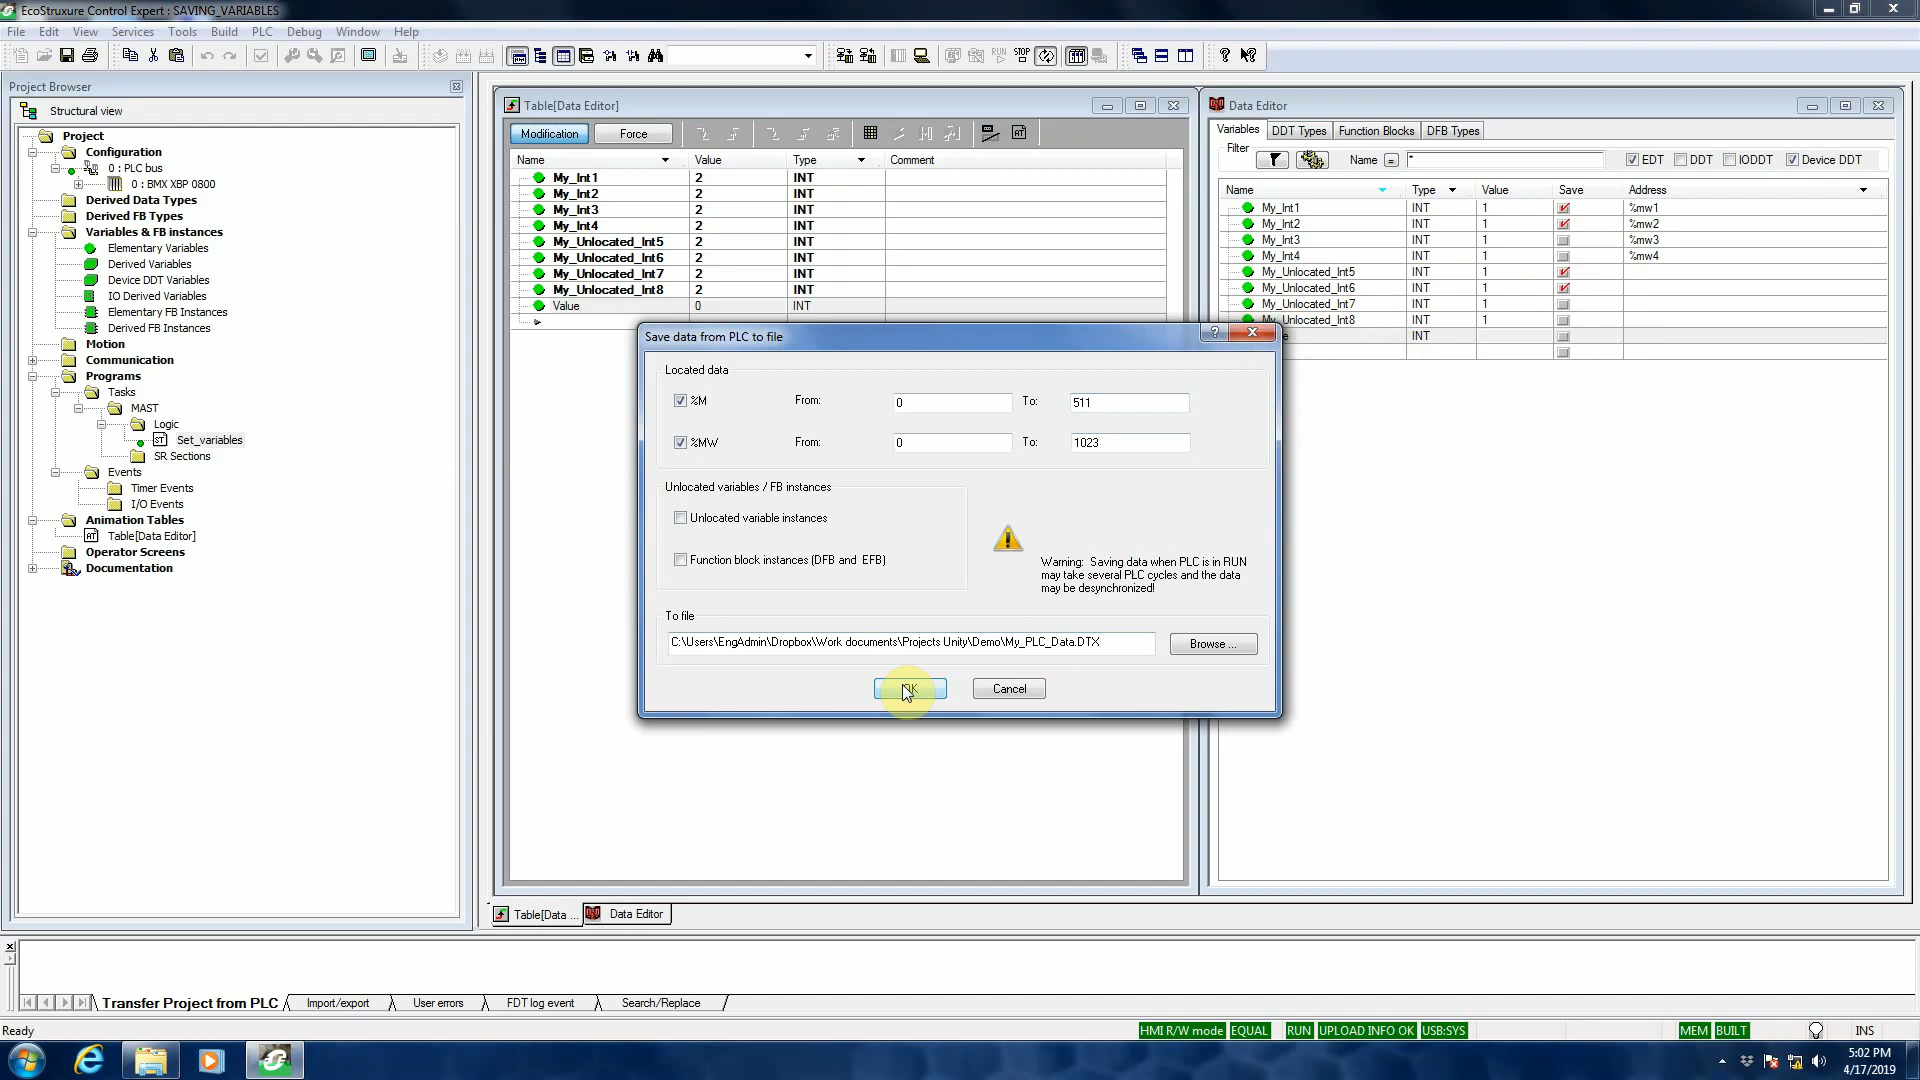 EcoStruxure Control Expert : SAVING_VARIABLES
File Edit View Services Tools Build PLC Debug Window Help
RUN STOP
Project Browser
Structural view
Project
Configuration
0 : PLC bus
0 : BMX XBP 0800
Derived Data Types
Derived FB Types
Variables & FB instances
Elementary Variables
Derived Variables
Device DDT Variables
IO Derived Variables
Elementary FB Instances
Derived FB Instances
Motion
Communication
Programs
Tasks
MAST
Logic
ST Set_variables
SR Sections
Events
Timer Events
I/O Events
Animation Tables
AT Table[Data Editor]
Operator Screens
Documentation
Table[Data Editor]
Modification Force AT
Name Value Type Comment
My_Int1 2 INT
My_Int2 2 INT
My_Int3 2 INT
My_Int4 2 INT
My_Unlocated_Int5 2 INT
My_Unlocated_Int6 2 INT
My_Unlocated_Int7 2 INT
My_Unlocated_Int8 2 INT
Value 0 INT
Data Editor
Variables DDT Types Function Blocks DFB Types
Filter
Name = * EDT DDT IODDT Device DDT
Name Type Value Save Address
My_Int1 INT 1 %mw1
My_Int2 INT 1 %mw2
My_Int3 INT 1 %mw3
My_Int4 INT 1 %mw4
My_Unlocated_Int5 INT 1
My_Unlocated_Int6 INT 1
My_Unlocated_Int7 INT 1
My_Unlocated_Int8 INT 1
INT
Save data from PLC to file
Located data
%M From: 0 To: 511
%MW From: 0 To: 1023
Unlocated variables / FB instances
Unlocated variable instances
Function block instances (DFB and EFB)
Warning: Saving data when PLC is in RUN
may take several PLC cycles and the data
may be desynchronized!
To file
C:\Users\EngAdmin\Dropbox\Work documents\Projects Unity\Demo\My_PLC_Data.DTX
Browse ...
OK Cancel
Table[Data ... Data Editor
Transfer Project from PLC Import/export User errors FDT log event Search/Replace
Ready HMI R/W mode EQUAL RUN UPLOAD INFO OK USB:SYS MEM BUILT INS
5:02 PM
4/17/2019